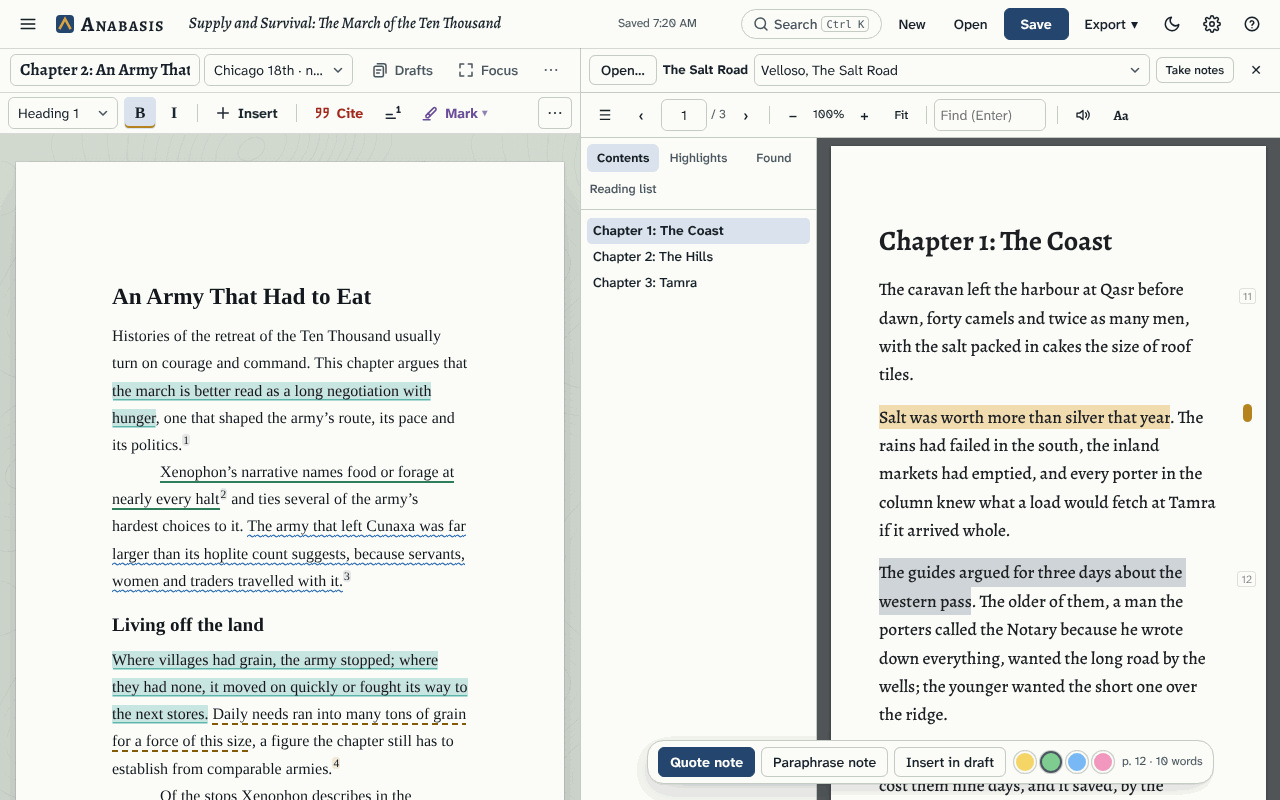 ANABASIS
Supply and Survival: The March of the Ten Thousand
Saved 7:20 AM
Search Ctrl K
New
Open
Save
Export ▾
Chapter 2: An Army That
Chicago 18th · n...
Drafts
Focus
...
Heading 1
B
I
+ Insert
Cite
1
Mark ▾
...
An Army That Had to Eat
Histories of the retreat of the Ten Thousand usually
turn on courage and command. This chapter argues that
the march is better read as a long negotiation with
hunger, one that shaped the army’s route, its pace and
its politics.1
Xenophon’s narrative names food or forage at
nearly every halt2 and ties several of the army’s
hardest choices to it. The army that left Cunaxa was far
larger than its hoplite count suggests, because servants,
women and traders travelled with it.3
Living off the land
Where villages had grain, the army stopped; where
they had none, it moved on quickly or fought its way to
the next stores. Daily needs ran into many tons of grain
for a force of this size, a figure the chapter still has to
establish from comparable armies.4
Of the stops Xenophon describes in the
Open...
The Salt Road
Velloso, The Salt Road
Take notes
×
☰
‹
1 / 3
›
− 100% +
Fit
Find (Enter)
Aa
Contents
Highlights
Found
Reading list
Chapter 1: The Coast
Chapter 2: The Hills
Chapter 3: Tamra
Chapter 1: The Coast
The caravan left the harbour at Qasr before
11
dawn, forty camels and twice as many men,
with the salt packed in cakes the size of roof
tiles.
Salt was worth more than silver that year. The
rains had failed in the south, the inland
markets had emptied, and every porter in the
column knew what a load would fetch at Tamra
if it arrived whole.
The guides argued for three days about the
12
western pass. The older of them, a man the
porters called the Notary because he wrote
down everything, wanted the long road by the
wells; the younger wanted the short one over
the ridge.
Quote note
Paraphrase note
Insert in draft
p. 12 · 10 words
cost them nine days, and it saved, by the